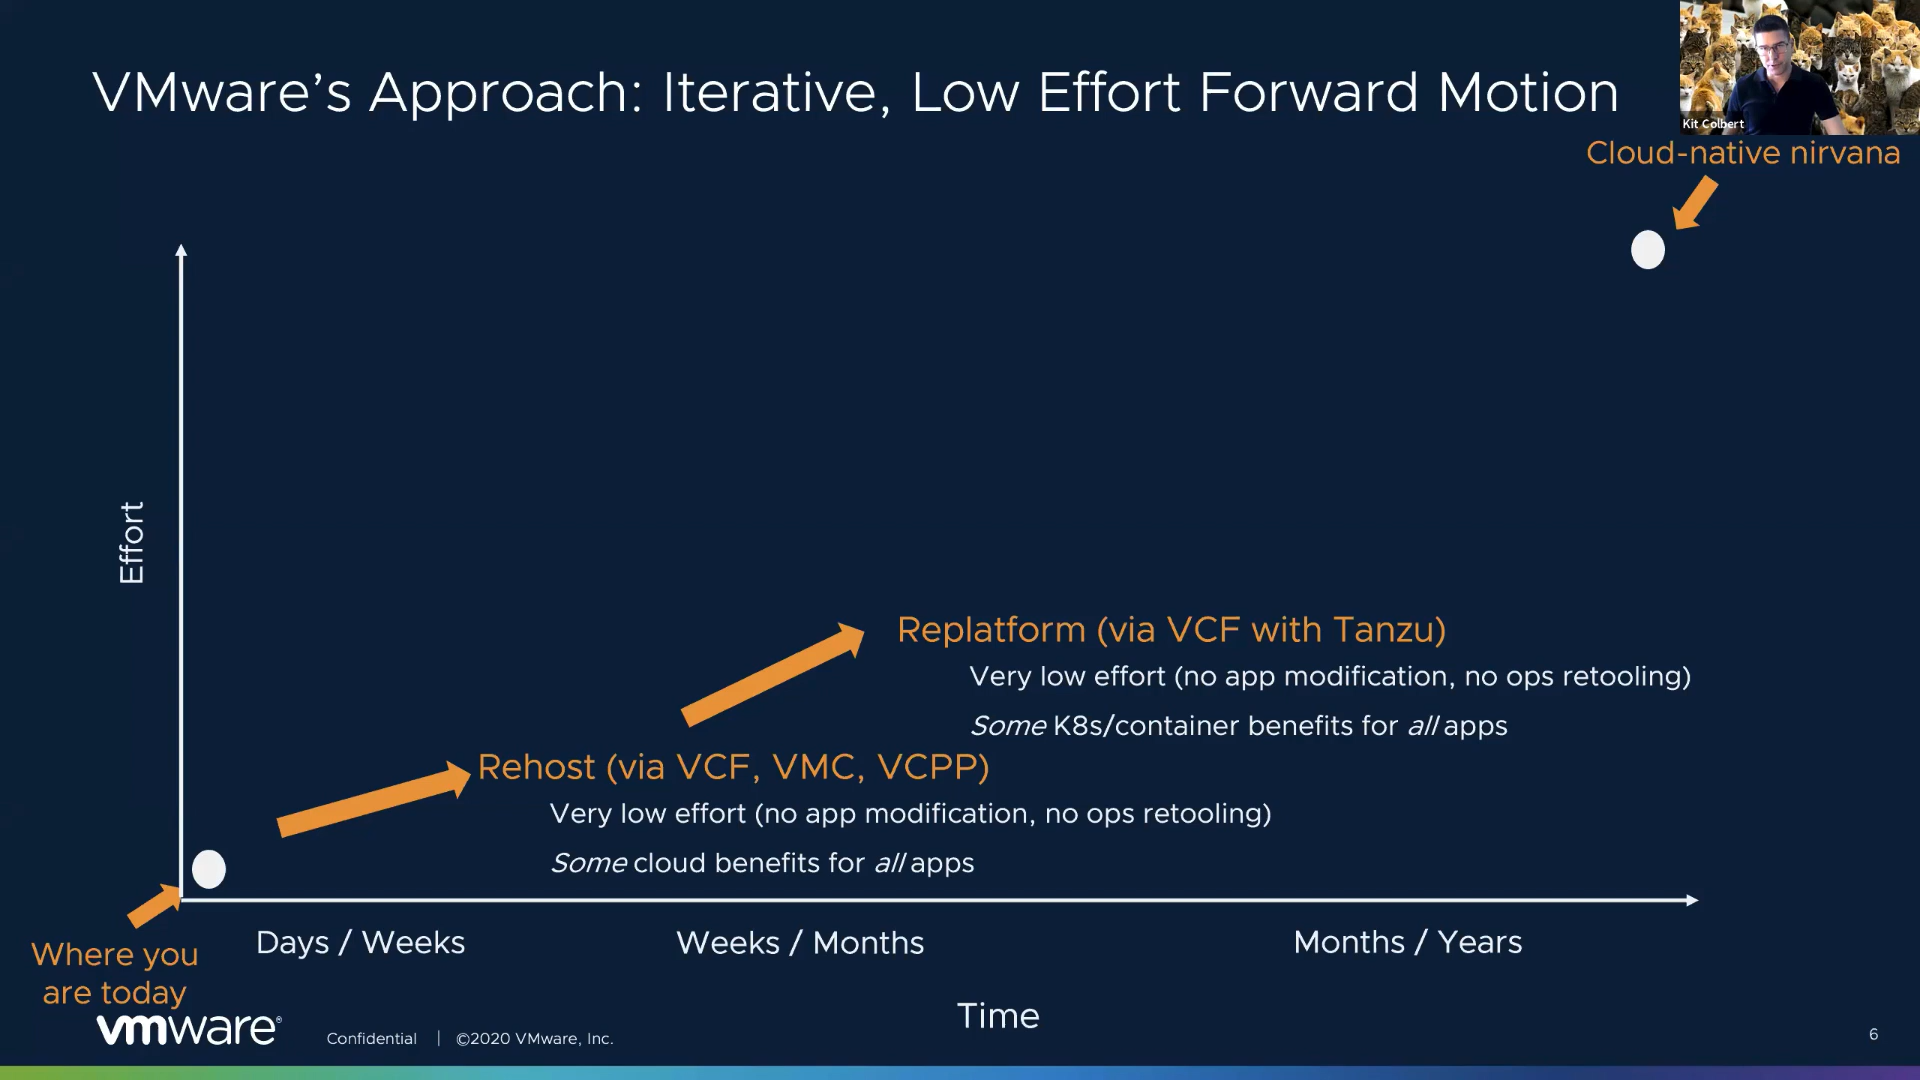 VMware’s Approach: Iterative, Low Effort Forward Motion
Kit Colbert
Cloud-native nirvana
Effort
Replatform (via VCF with Tanzu)
Very low effort (no app modification, no ops retooling)
Some K8s/container benefits for all apps
Rehost (via VCF, VMC, VCPP)
Very low effort (no app modification, no ops retooling)
Some cloud benefits for all apps
Where you
are today
Days / Weeks
Weeks / Months
Months / Years
Time
vmware®
Confidential | ©2020 VMware, Inc.
6